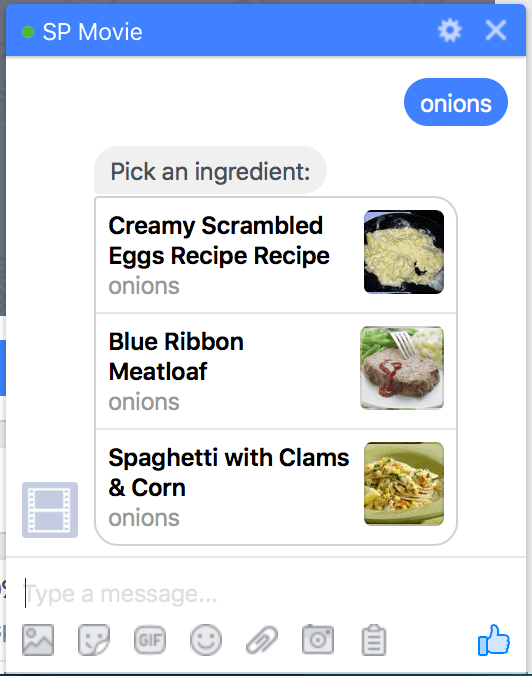 SP Movie
onions
Pick an ingredient:
Creamy Scrambled
Eggs Recipe Recipe
onions
Blue Ribbon
Meatloaf
onions
Spaghetti with Clams
& Corn
onions
Type a message...
GIF